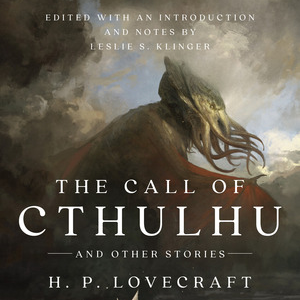 EDITED WITH AN INTRODUCTION
AND NOTES BY
LESLIE S. KLINGER
THE CALL OF
CTHULHU
AND OTHER STORIES
H. P. LOVECRAFT